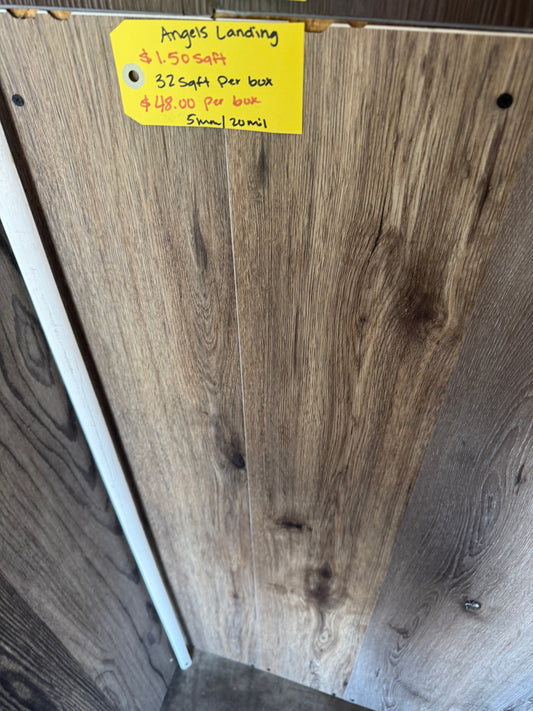 Angels Landing
$1.50 sqft
32 sqft per box
$48.00 per box
5mm/20mil